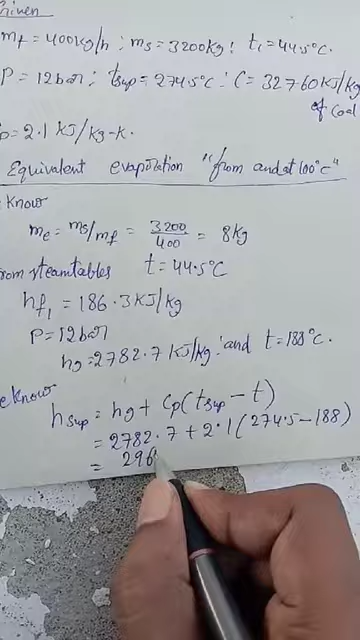 Given
mf = 400kg/h ; ms = 3200kg ; t1 = 44.5°C.
P = 12bar ; tsup = 274.5°C ; C = 32760KJ/kg
of Coal
p = 2.1 KJ/kg-K.
Equivalent evaporation "from and at 100°C"
Know
me = ms/mf = 3200/400 = 8kg
from steamtables t = 44.5°C
hf1 = 186.3KJ/kg
P = 12bar
hg = 2782.7 KJ/kg and t = 188°C.
We Know
hsup = hg + Cp(tsup - t)
= 2782.7 + 2.1(274.5 - 188)
= 296